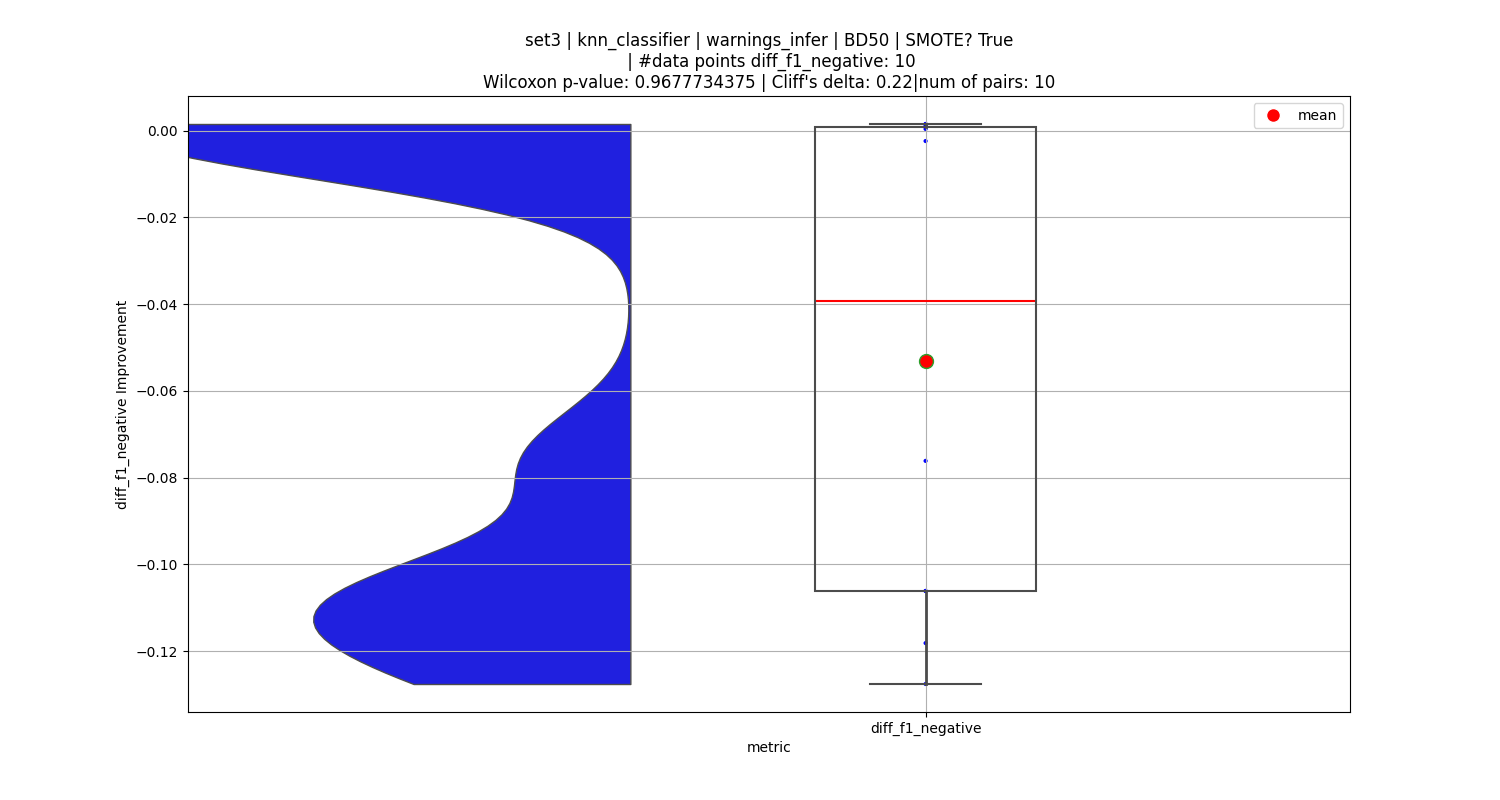 set3 | knn_classifier | warnings_infer | BD50 | SMOTE? True
| #data points diff_f1_negative: 10
Wilcoxon p-value: 0.9677734375 | Cliff's delta: 0.22|num of pairs: 10
mean
0.00
−0.02
−0.04
−0.06
−0.08
−0.10
−0.12
diff_f1_negative Improvement
diff_f1_negative
metric